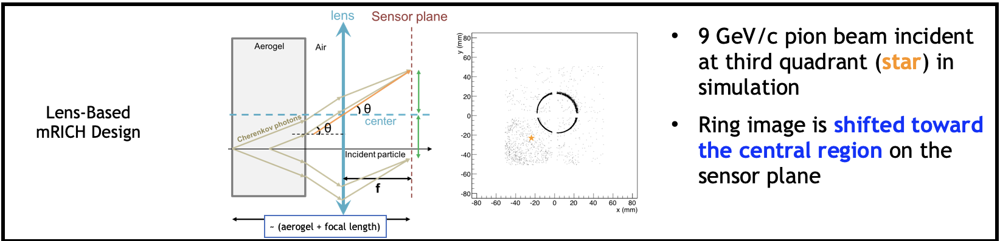 Lens-Based
mRICH Design
lens
Sensor plane
Aerogel
Air
θ
center
Cherenkov photons
θ
Incident particle
f
~ (aerogel + focal length)
y (mm)
80
60
40
20
0
-20
-40
-60
-80
-80 -60 -40 -20 0 20 40 60 80
x (mm)
• 9 GeV/c pion beam incident
at third quadrant (star) in
simulation
• Ring image is shifted toward
the central region on the
sensor plane